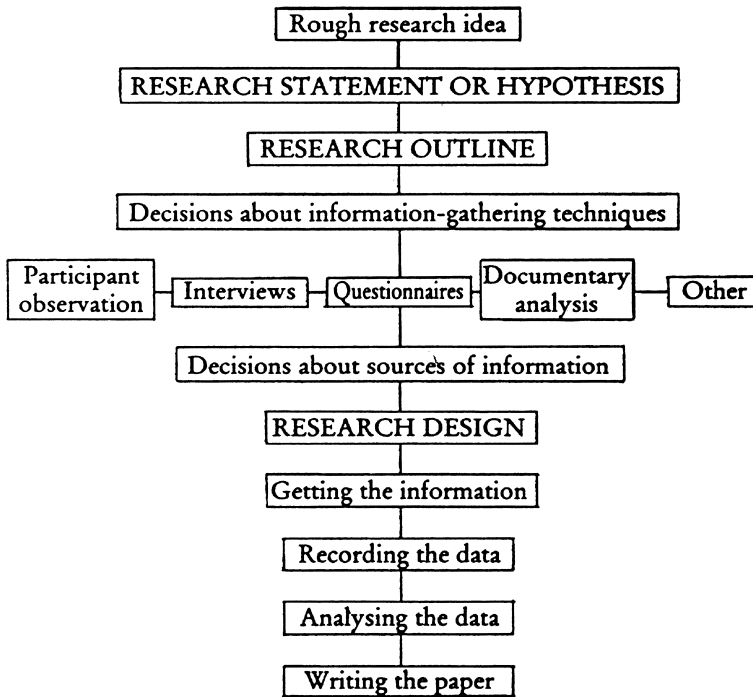 Rough research idea
RESEARCH STATEMENT OR HYPOTHESIS
RESEARCH OUTLINE
Decisions about information-gathering techniques
Participant
observation
Interviews
Questionnaires
Documentary
analysis
Other
Decisions about sources of information
RESEARCH DESIGN
Getting the information
Recording the data
Analysing the data
Writing the paper